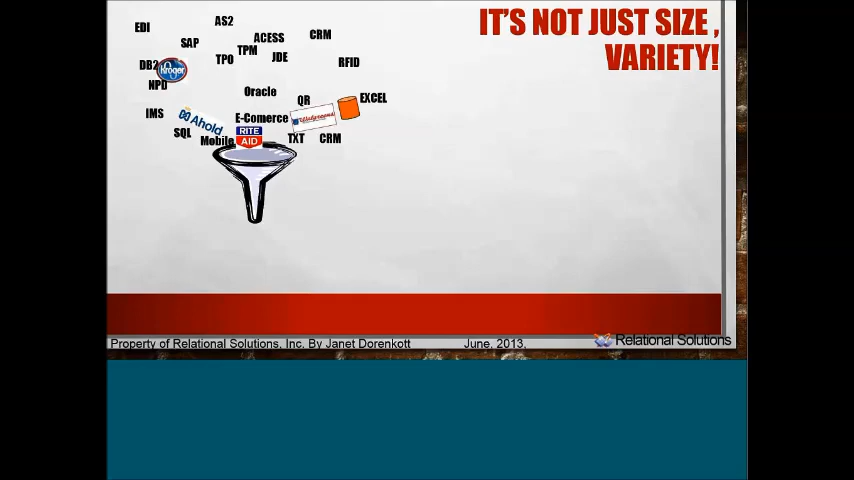 IT'S NOT JUST SIZE ,
VARIETY!
EDI
AS2
SAP
ACESS
CRM
TPM
DB2
TPO
JDE
RFID
Kroger
NPD
Oracle
QR
EXCEL
IMS
Ahold
E-Comerce
Walgreens
SQL
Mobile
RITE
AID
TXT
CRM
Property of Relational Solutions, Inc. By Janet Dorenkott
June, 2013,
Relational Solutions